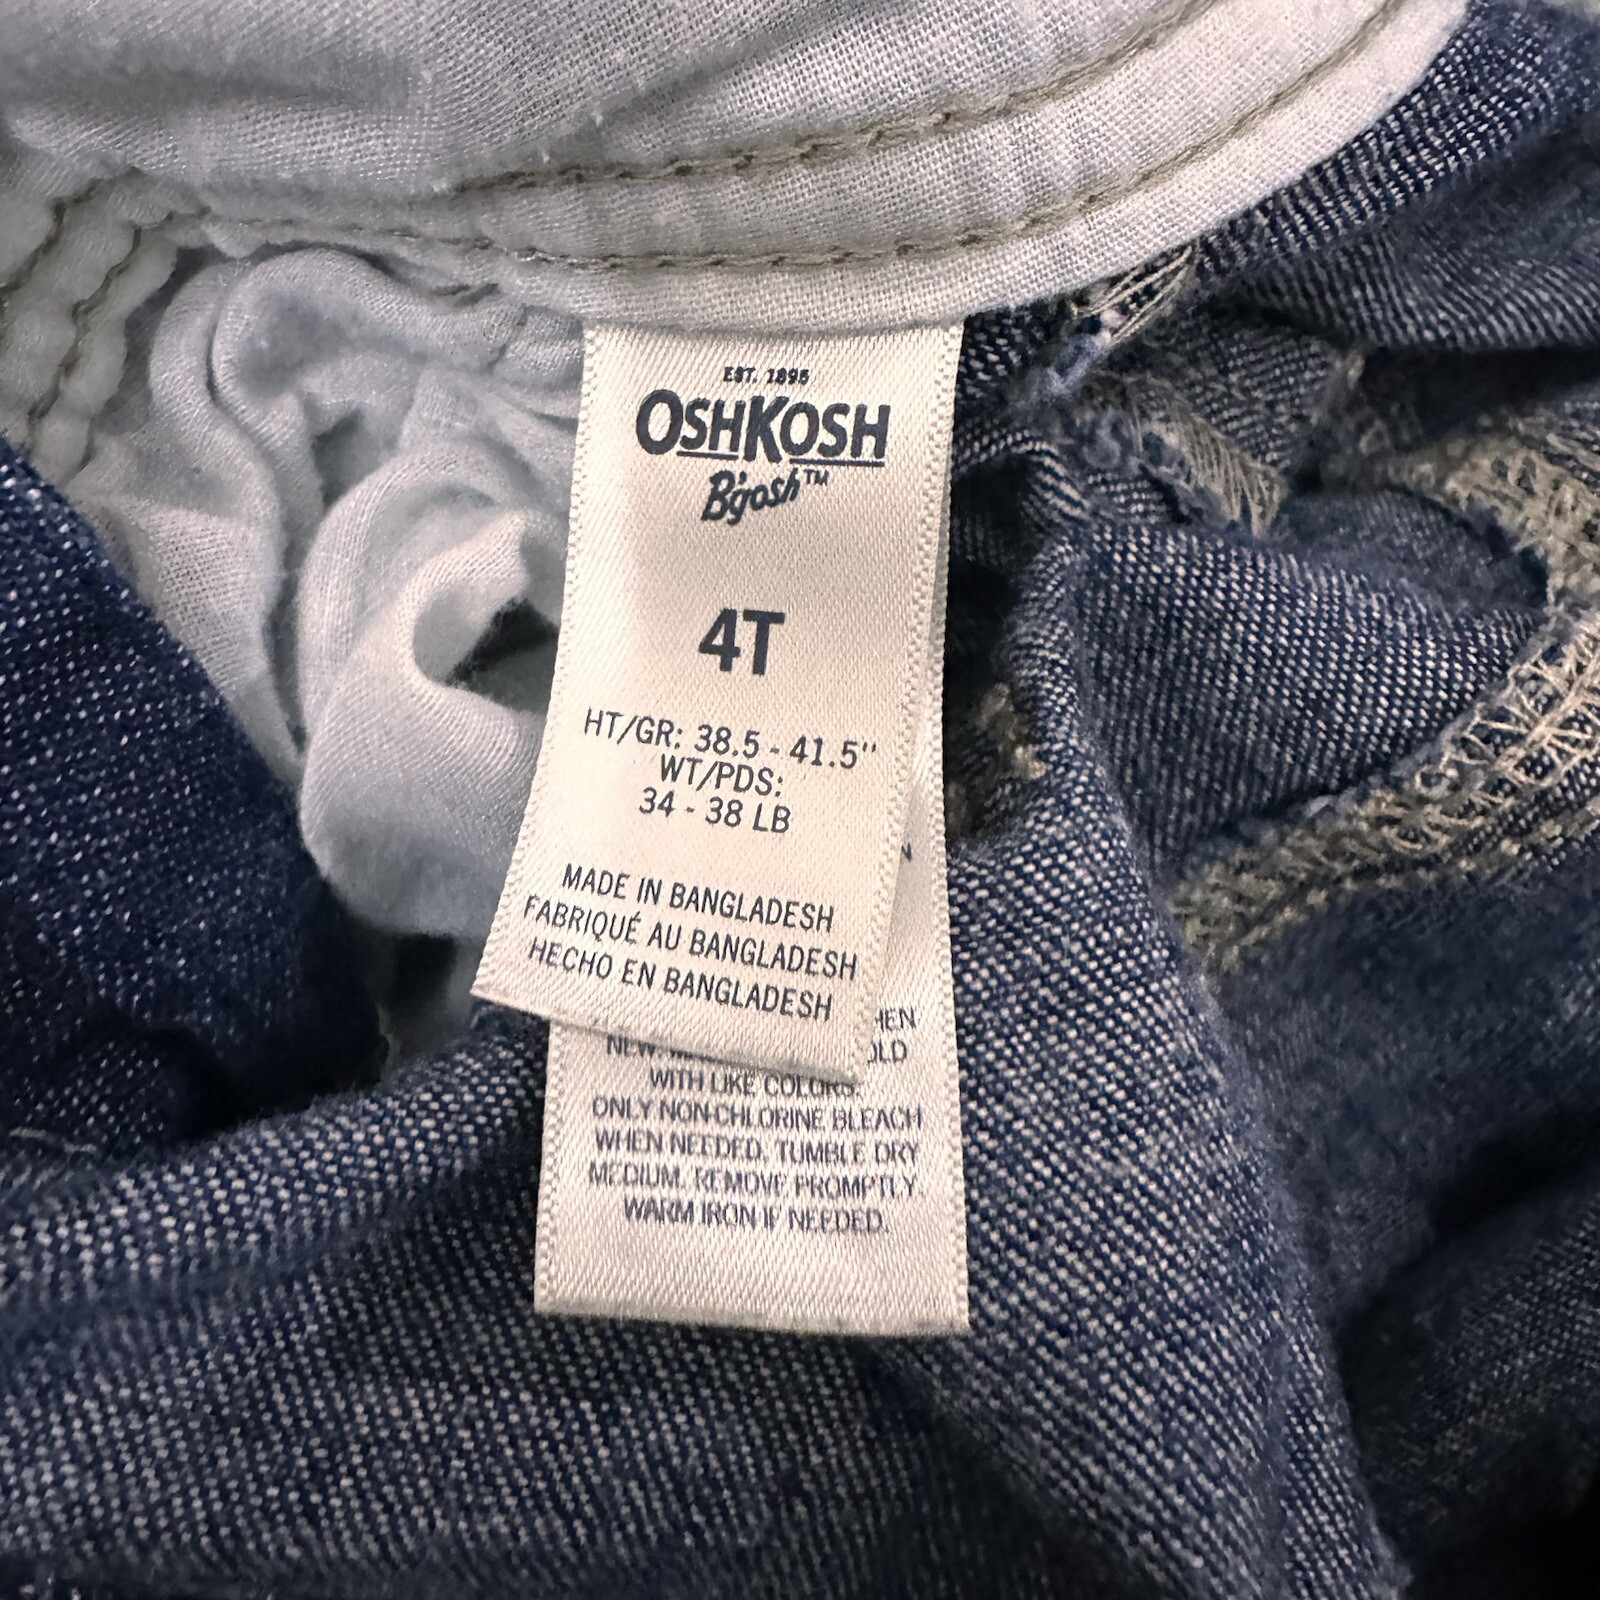 EST. 1895
OSHKOSH
B'gosh™
4T
HT/GR: 38.5 - 41.5"
WT/PDS:
34 - 38 LB
MADE IN BANGLADESH
FABRIQUÉ AU BANGLADESH
HECHO EN BANGLADESH
NEW.
WITH LIKE COLORS.
ONLY NON-CHLORINE BLEACH
WHEN NEEDED. TUMBLE DRY
MEDIUM. REMOVE PROMPTLY.
WARM IRON IF NEEDED.